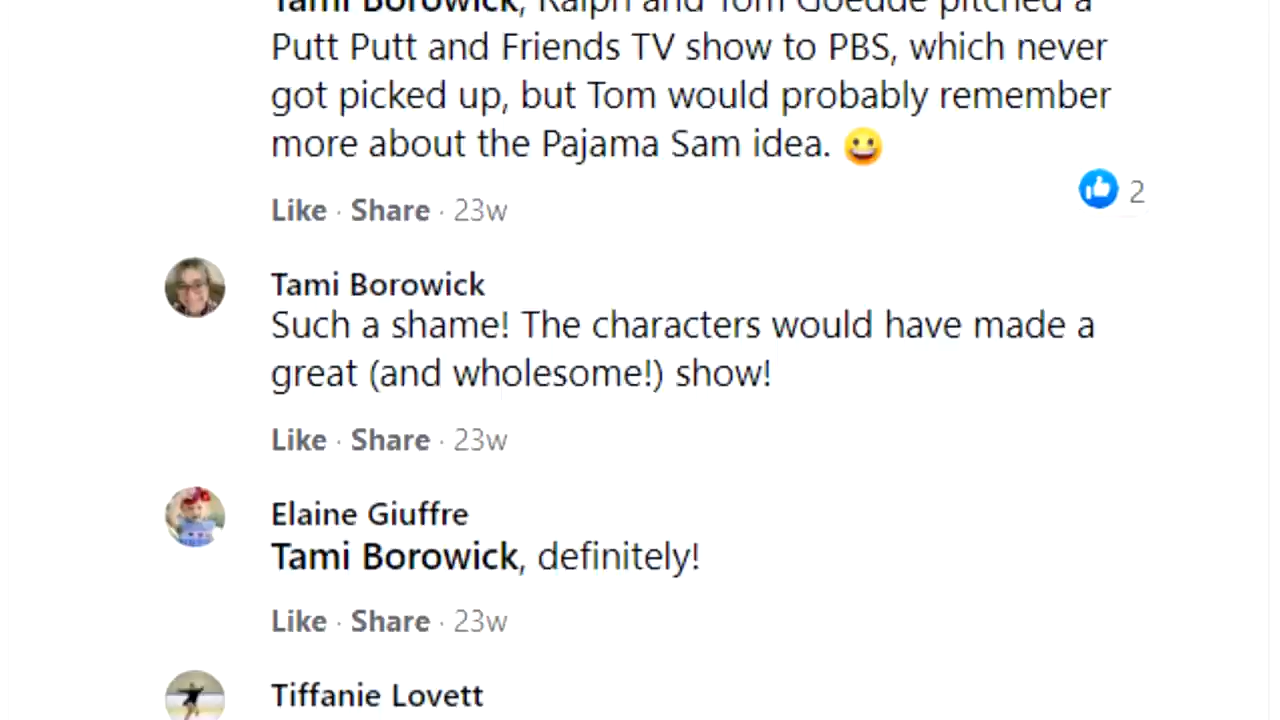 Tami Borowick, Ralph and Tom Goedde pitched a
Putt Putt and Friends TV show to PBS, which never
got picked up, but Tom would probably remember
more about the Pajama Sam idea. 😀
Like · Share · 23w
2
Tami Borowick
Such a shame! The characters would have made a
great (and wholesome!) show!
Like · Share · 23w
Elaine Giuffre
Tami Borowick, definitely!
Like · Share · 23w
Tiffanie Lovett